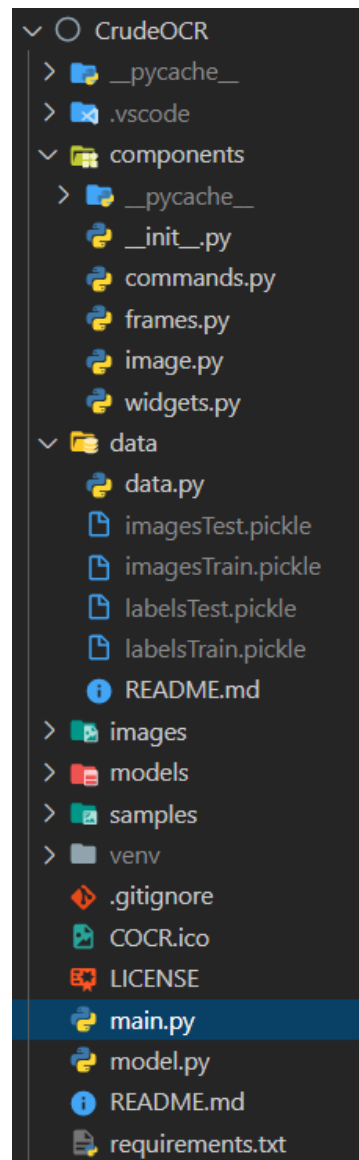 CrudeOCR
__pycache__
.vscode
components
__pycache__
__init__.py
commands.py
frames.py
image.py
widgets.py
data
data.py
imagesTest.pickle
imagesTrain.pickle
labelsTest.pickle
labelsTrain.pickle
README.md
images
models
samples
venv
.gitignore
COCR.ico
LICENSE
main.py
model.py
README.md
requirements.txt